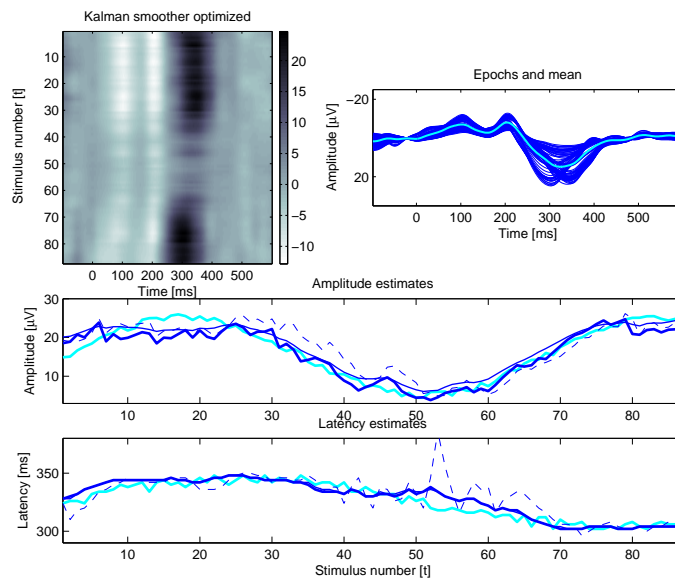 Kalman smoother optimized
Stimulus number [t]
10
20
30
40
50
60
70
80
0 100 200 300 400 500
Time [ms]
20
15
10
5
0
−5
−10
Epochs and mean
Amplitude [µV]
−20
0
20
0 100 200 300 400 500
Time [ms]
Amplitude estimates
Amplitude [µV]
30
20
10
10 20 30 40 50 60 70 80
Latency estimates
Latency [ms]
350
300
10 20 30 40 50 60 70 80
Stimulus number [t]